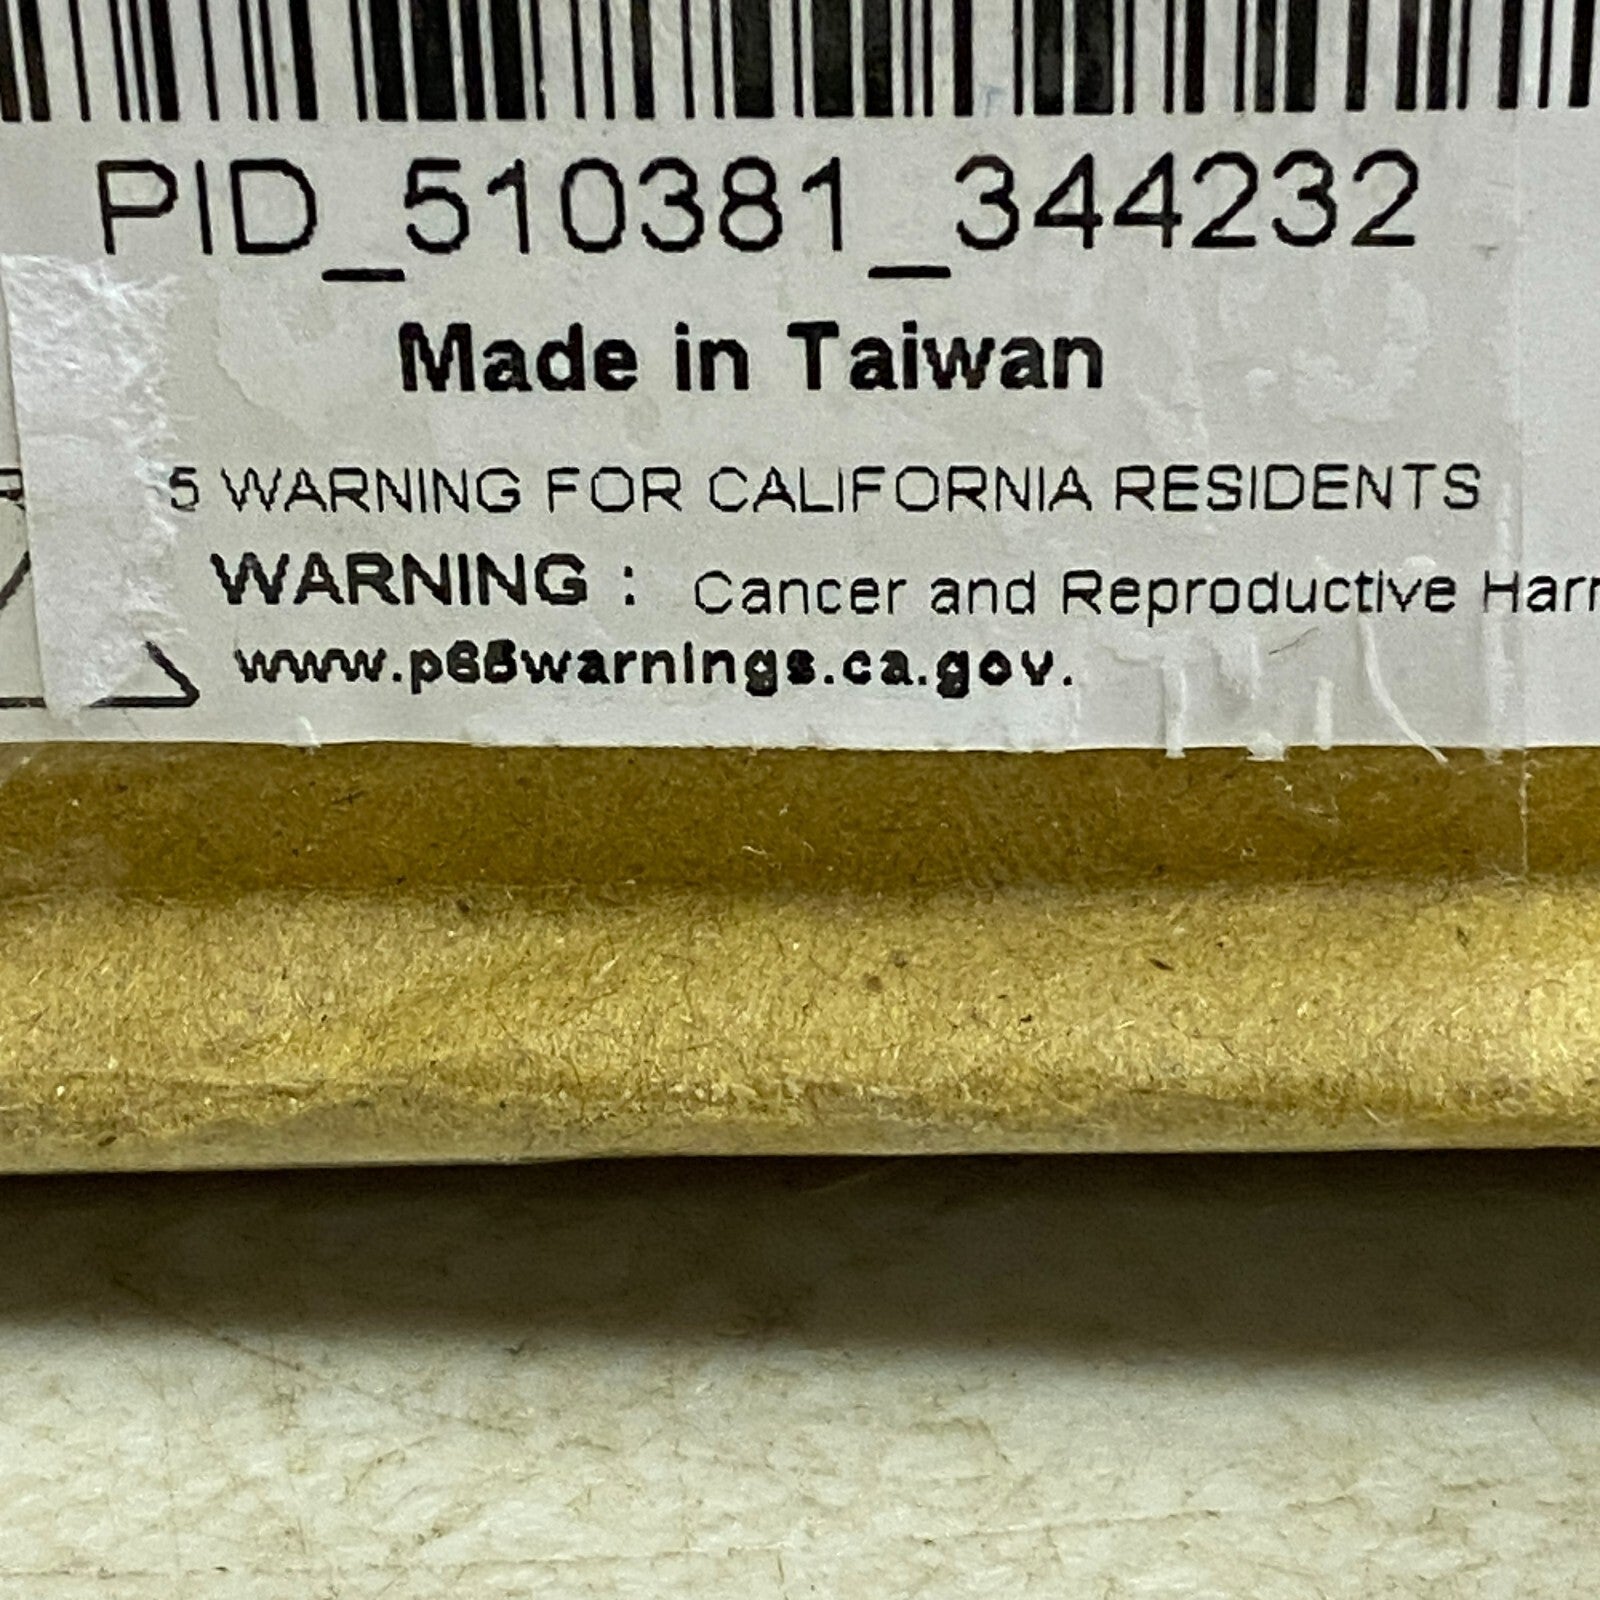 PID_510381_344232
Made in Taiwan
5 WARNING FOR CALIFORNIA RESIDENTS
WARNING : Cancer and Reproductive
www.p65warnings.ca.gov.